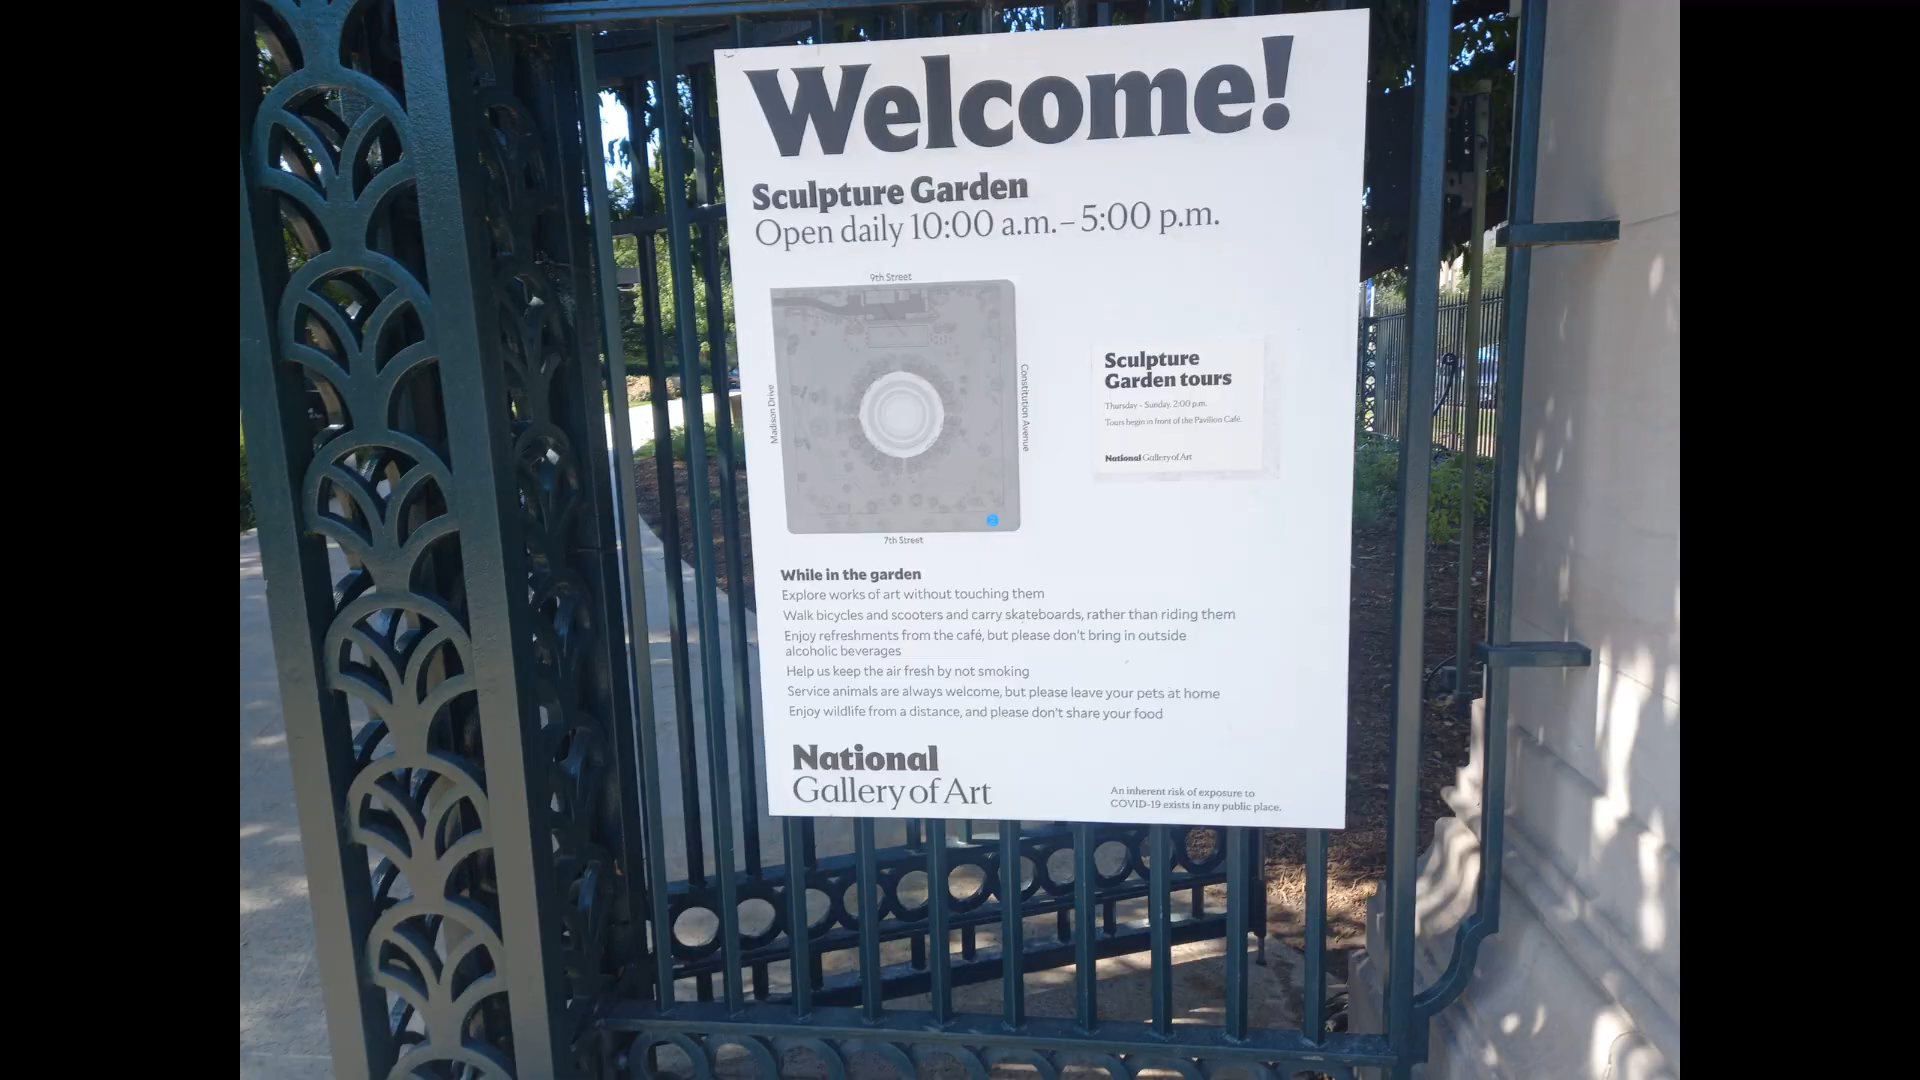 Welcome!
Sculpture Garden
Open daily 10:00 a.m. – 5:00 p.m.
9th Street
Madison Drive
Constitution Avenue
7th Street
Sculpture
Garden tours
Thursday - Sunday, 2:00 p.m.
Tours begin in front of the Pavilion Café.
National Gallery of Art
While in the garden
Explore works of art without touching them
Walk bicycles and scooters and carry skateboards, rather than riding them
Enjoy refreshments from the café, but please don't bring in outside
alcoholic beverages
Help us keep the air fresh by not smoking
Service animals are always welcome, but please leave your pets at home
Enjoy wildlife from a distance, and please don't share your food
National
Gallery of Art
An inherent risk of exposure to
COVID-19 exists in any public place.